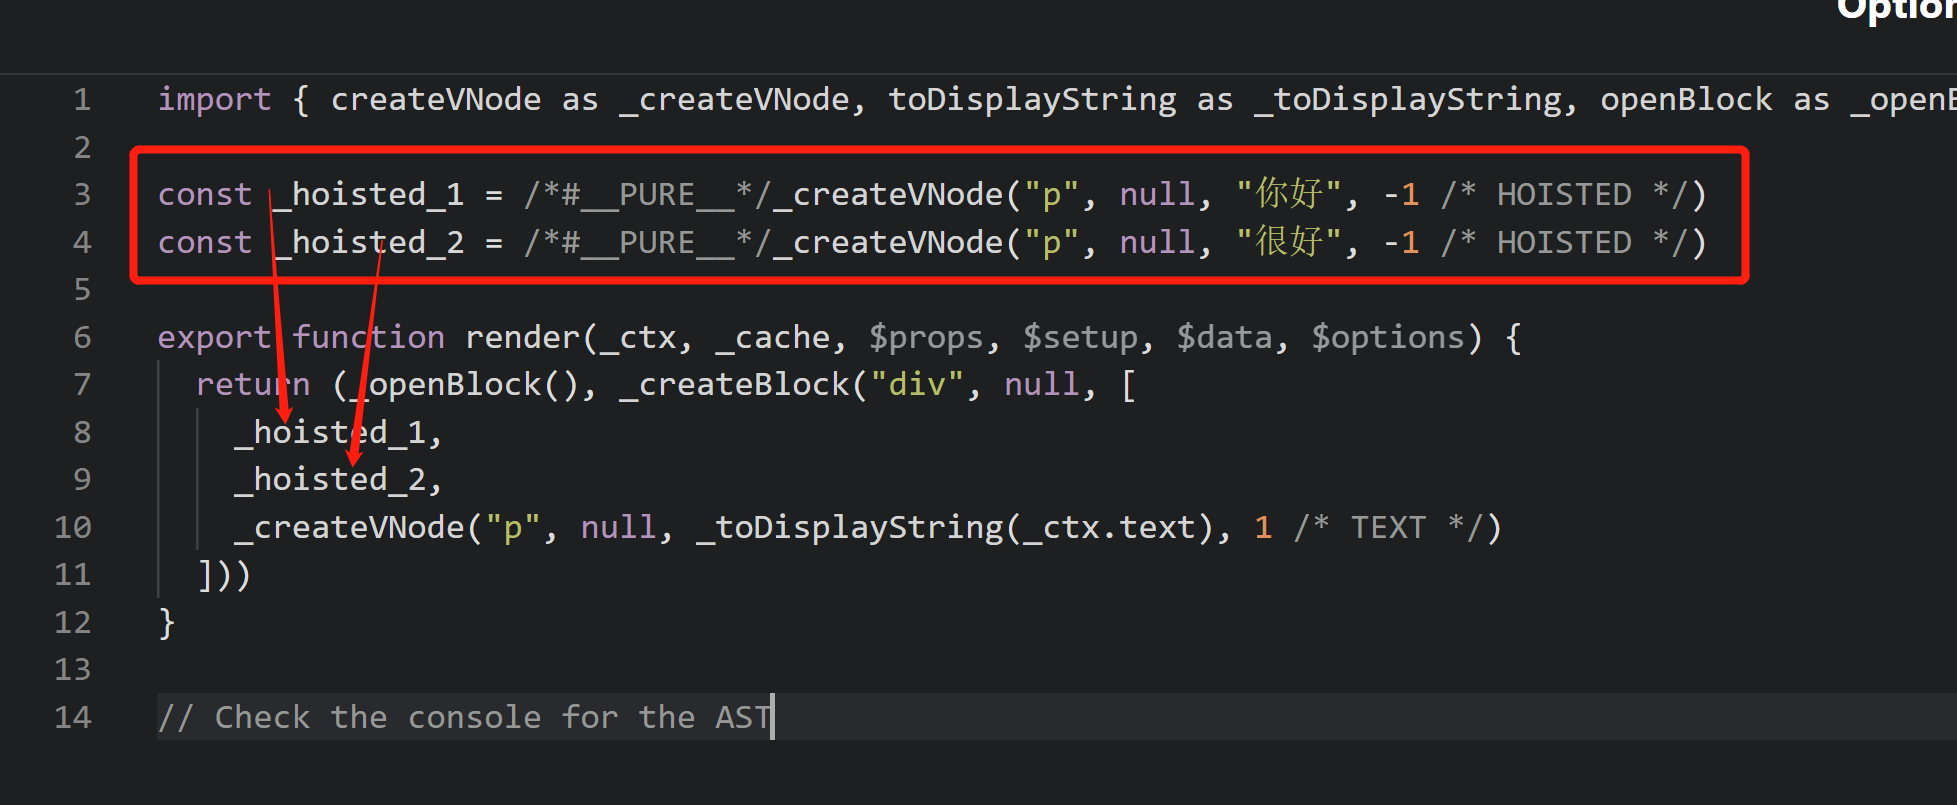 Option
1 import { createVNode as _createVNode, toDisplayString as _toDisplayString, openBlock as _openB
2
3 const _hoisted_1 = /*#__PURE__*/_createVNode("p", null, "你好", -1 /* HOISTED */)
4 const _hoisted_2 = /*#__PURE__*/_createVNode("p", null, "很好", -1 /* HOISTED */)
5
6 export function render(_ctx, _cache, $props, $setup, $data, $options) {
7   return (_openBlock(), _createBlock("div", null, [
8     _hoisted_1,
9     _hoisted_2,
10     _createVNode("p", null, _toDisplayString(_ctx.text), 1 /* TEXT */)
11   ]))
12 }
13
14 // Check the console for the AST